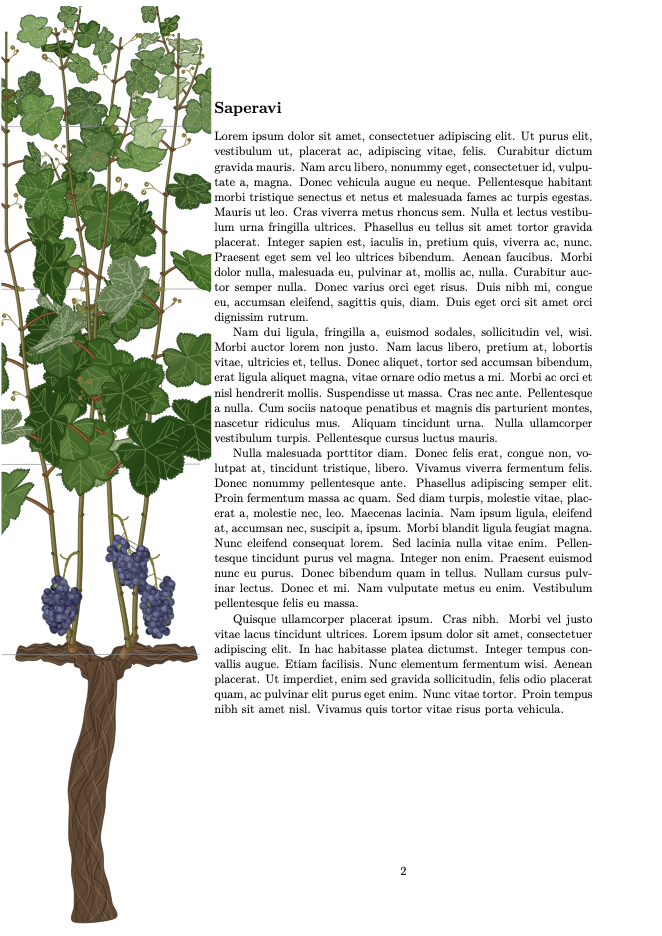 Saperavi
Lorem ipsum dolor sit amet, consectetuer adipiscing elit. Ut purus elit,
vestibulum ut, placerat ac, adipiscing vitae, felis. Curabitur dictum
gravida mauris. Nam arcu libero, nonummy eget, consectetuer id, vulpu-
tate a, magna. Donec vehicula augue eu neque. Pellentesque habitant
morbi tristique senectus et netus et malesuada fames ac turpis egestas.
Mauris ut leo. Cras viverra metus rhoncus sem. Nulla et lectus vestibu-
lum urna fringilla ultrices. Phasellus eu tellus sit amet tortor gravida
placerat. Integer sapien est, iaculis in, pretium quis, viverra ac, nunc.
Praesent eget sem vel leo ultrices bibendum. Aenean faucibus. Morbi
dolor nulla, malesuada eu, pulvinar at, mollis ac, nulla. Curabitur auc-
tor semper nulla. Donec varius orci eget risus. Duis nibh mi, congue
eu, accumsan eleifend, sagittis quis, diam. Duis eget orci sit amet orci
dignissim rutrum.
Nam dui ligula, fringilla a, euismod sodales, sollicitudin vel, wisi.
Morbi auctor lorem non justo. Nam lacus libero, pretium at, lobortis
vitae, ultricies et, tellus. Donec aliquet, tortor sed accumsan bibendum,
erat ligula aliquet magna, vitae ornare odio metus a mi. Morbi ac orci et
nisl hendrerit mollis. Suspendisse ut massa. Cras nec ante. Pellentesque
a nulla. Cum sociis natoque penatibus et magnis dis parturient montes,
nascetur ridiculus mus. Aliquam tincidunt urna. Nulla ullamcorper
vestibulum turpis. Pellentesque cursus luctus mauris.
Nulla malesuada porttitor diam. Donec felis erat, congue non, vo-
lutpat at, tincidunt tristique, libero. Vivamus viverra fermentum felis.
Donec nonummy pellentesque ante. Phasellus adipiscing semper elit.
Proin fermentum massa ac quam. Sed diam turpis, molestie vitae, plac-
erat a, molestie nec, leo. Maecenas lacinia. Nam ipsum ligula, eleifend
at, accumsan nec, suscipit a, ipsum. Morbi blandit ligula feugiat magna.
Nunc eleifend consequat lorem. Sed lacinia nulla vitae enim. Pellen-
tesque tincidunt purus vel magna. Integer non enim. Praesent euismod
nunc eu purus. Donec bibendum quam in tellus. Nullam cursus pulv-
inar lectus. Donec et mi. Nam vulputate metus eu enim. Vestibulum
pellentesque felis eu massa.
Quisque ullamcorper placerat ipsum. Cras nibh. Morbi vel justo
vitae lacus tincidunt ultrices. Lorem ipsum dolor sit amet, consectetuer
adipiscing elit. In hac habitasse platea dictumst. Integer tempus con-
vallis augue. Etiam facilisis. Nunc elementum fermentum wisi. Aenean
placerat. Ut imperdiet, enim sed gravida sollicitudin, felis odio placerat
quam, ac pulvinar elit purus eget enim. Nunc vitae tortor. Proin tempus
nibh sit amet nisl. Vivamus quis tortor vitae risus porta vehicula.
2